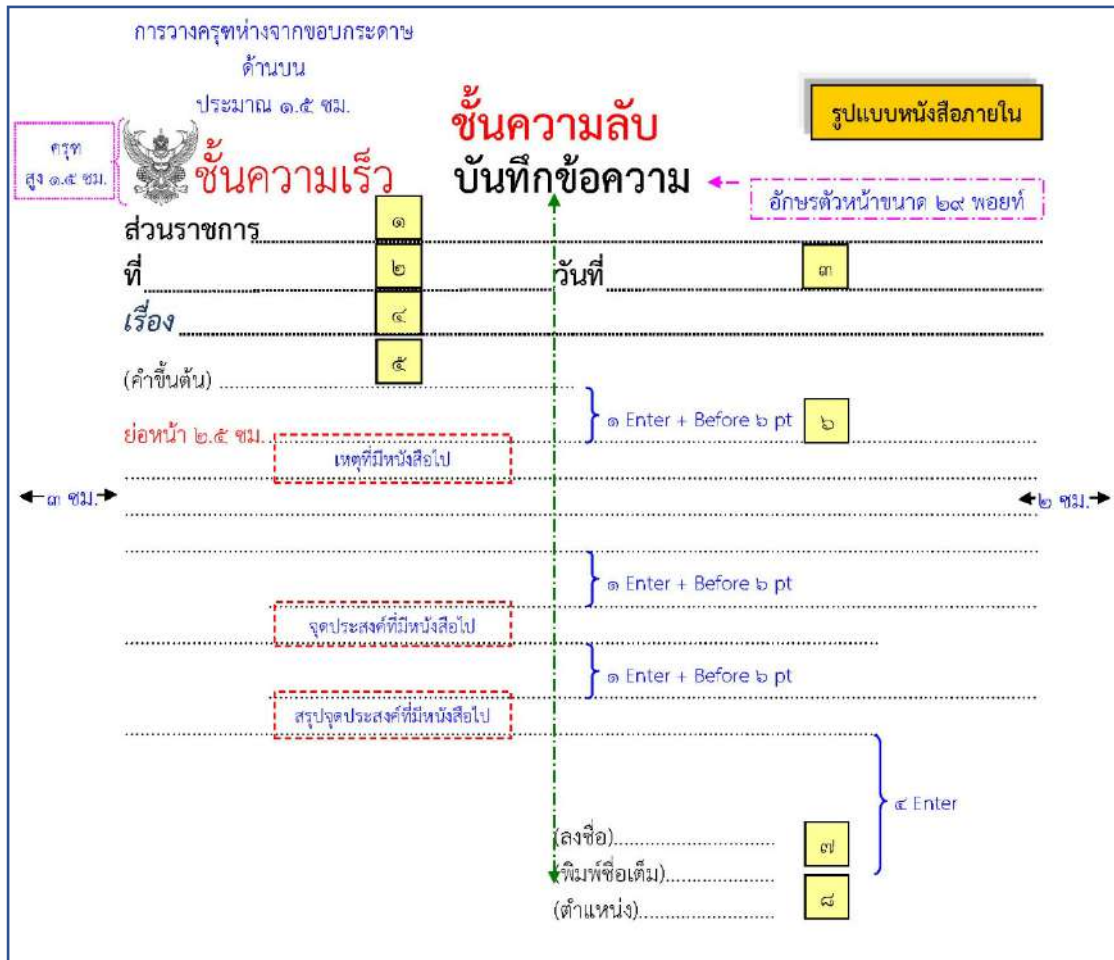 การวางครุฑห่างจากขอบกระดาษ
ด้านบน
ประมาณ ๑.๕ ซม.
ชั้นความลับ
รูปแบบหนังสือภายใน
ครุฑ
สูง ๑.๕ ซม.
ชั้นความเร็ว
บันทึกข้อความ
อักษรตัวหน้าขนาด ๒๙ พอยท์
ส่วนราชการ ๑
ที่ ๒ วันที่ ๓
เรื่อง ๔
๕
(คำขึ้นต้น)
๑ Enter + Before ๖ pt ๖
ย่อหน้า ๒.๕ ซม.
เหตุที่มีหนังสือไป
๓ ซม. ๒ ซม.
๑ Enter + Before ๖ pt
จุดประสงค์ที่มีหนังสือไป
๑ Enter + Before ๖ pt
สรุปจุดประสงค์ที่มีหนังสือไป
๔ Enter
(ลงชื่อ) ๗
(พิมพ์ชื่อเต็ม)
(ตำแหน่ง) ๘